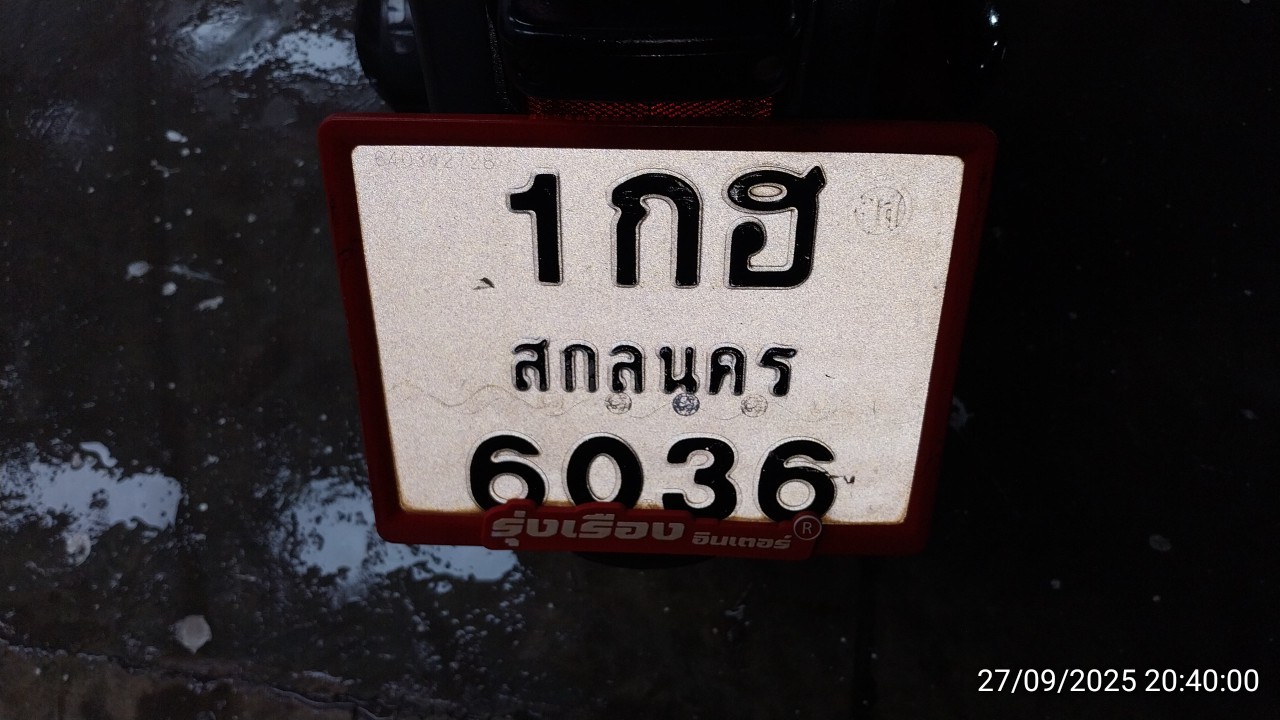 640342728
1กฮ
สกลนคร
6036
รุ่งเรือง อินเตอร์ ®
27/09/2025 20:40:00